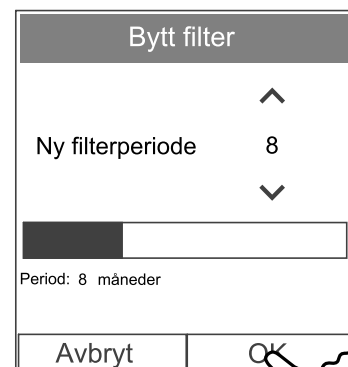 Bytt filter
Ny filterperiode 8
Period: 8 måneder
Avbryt OK